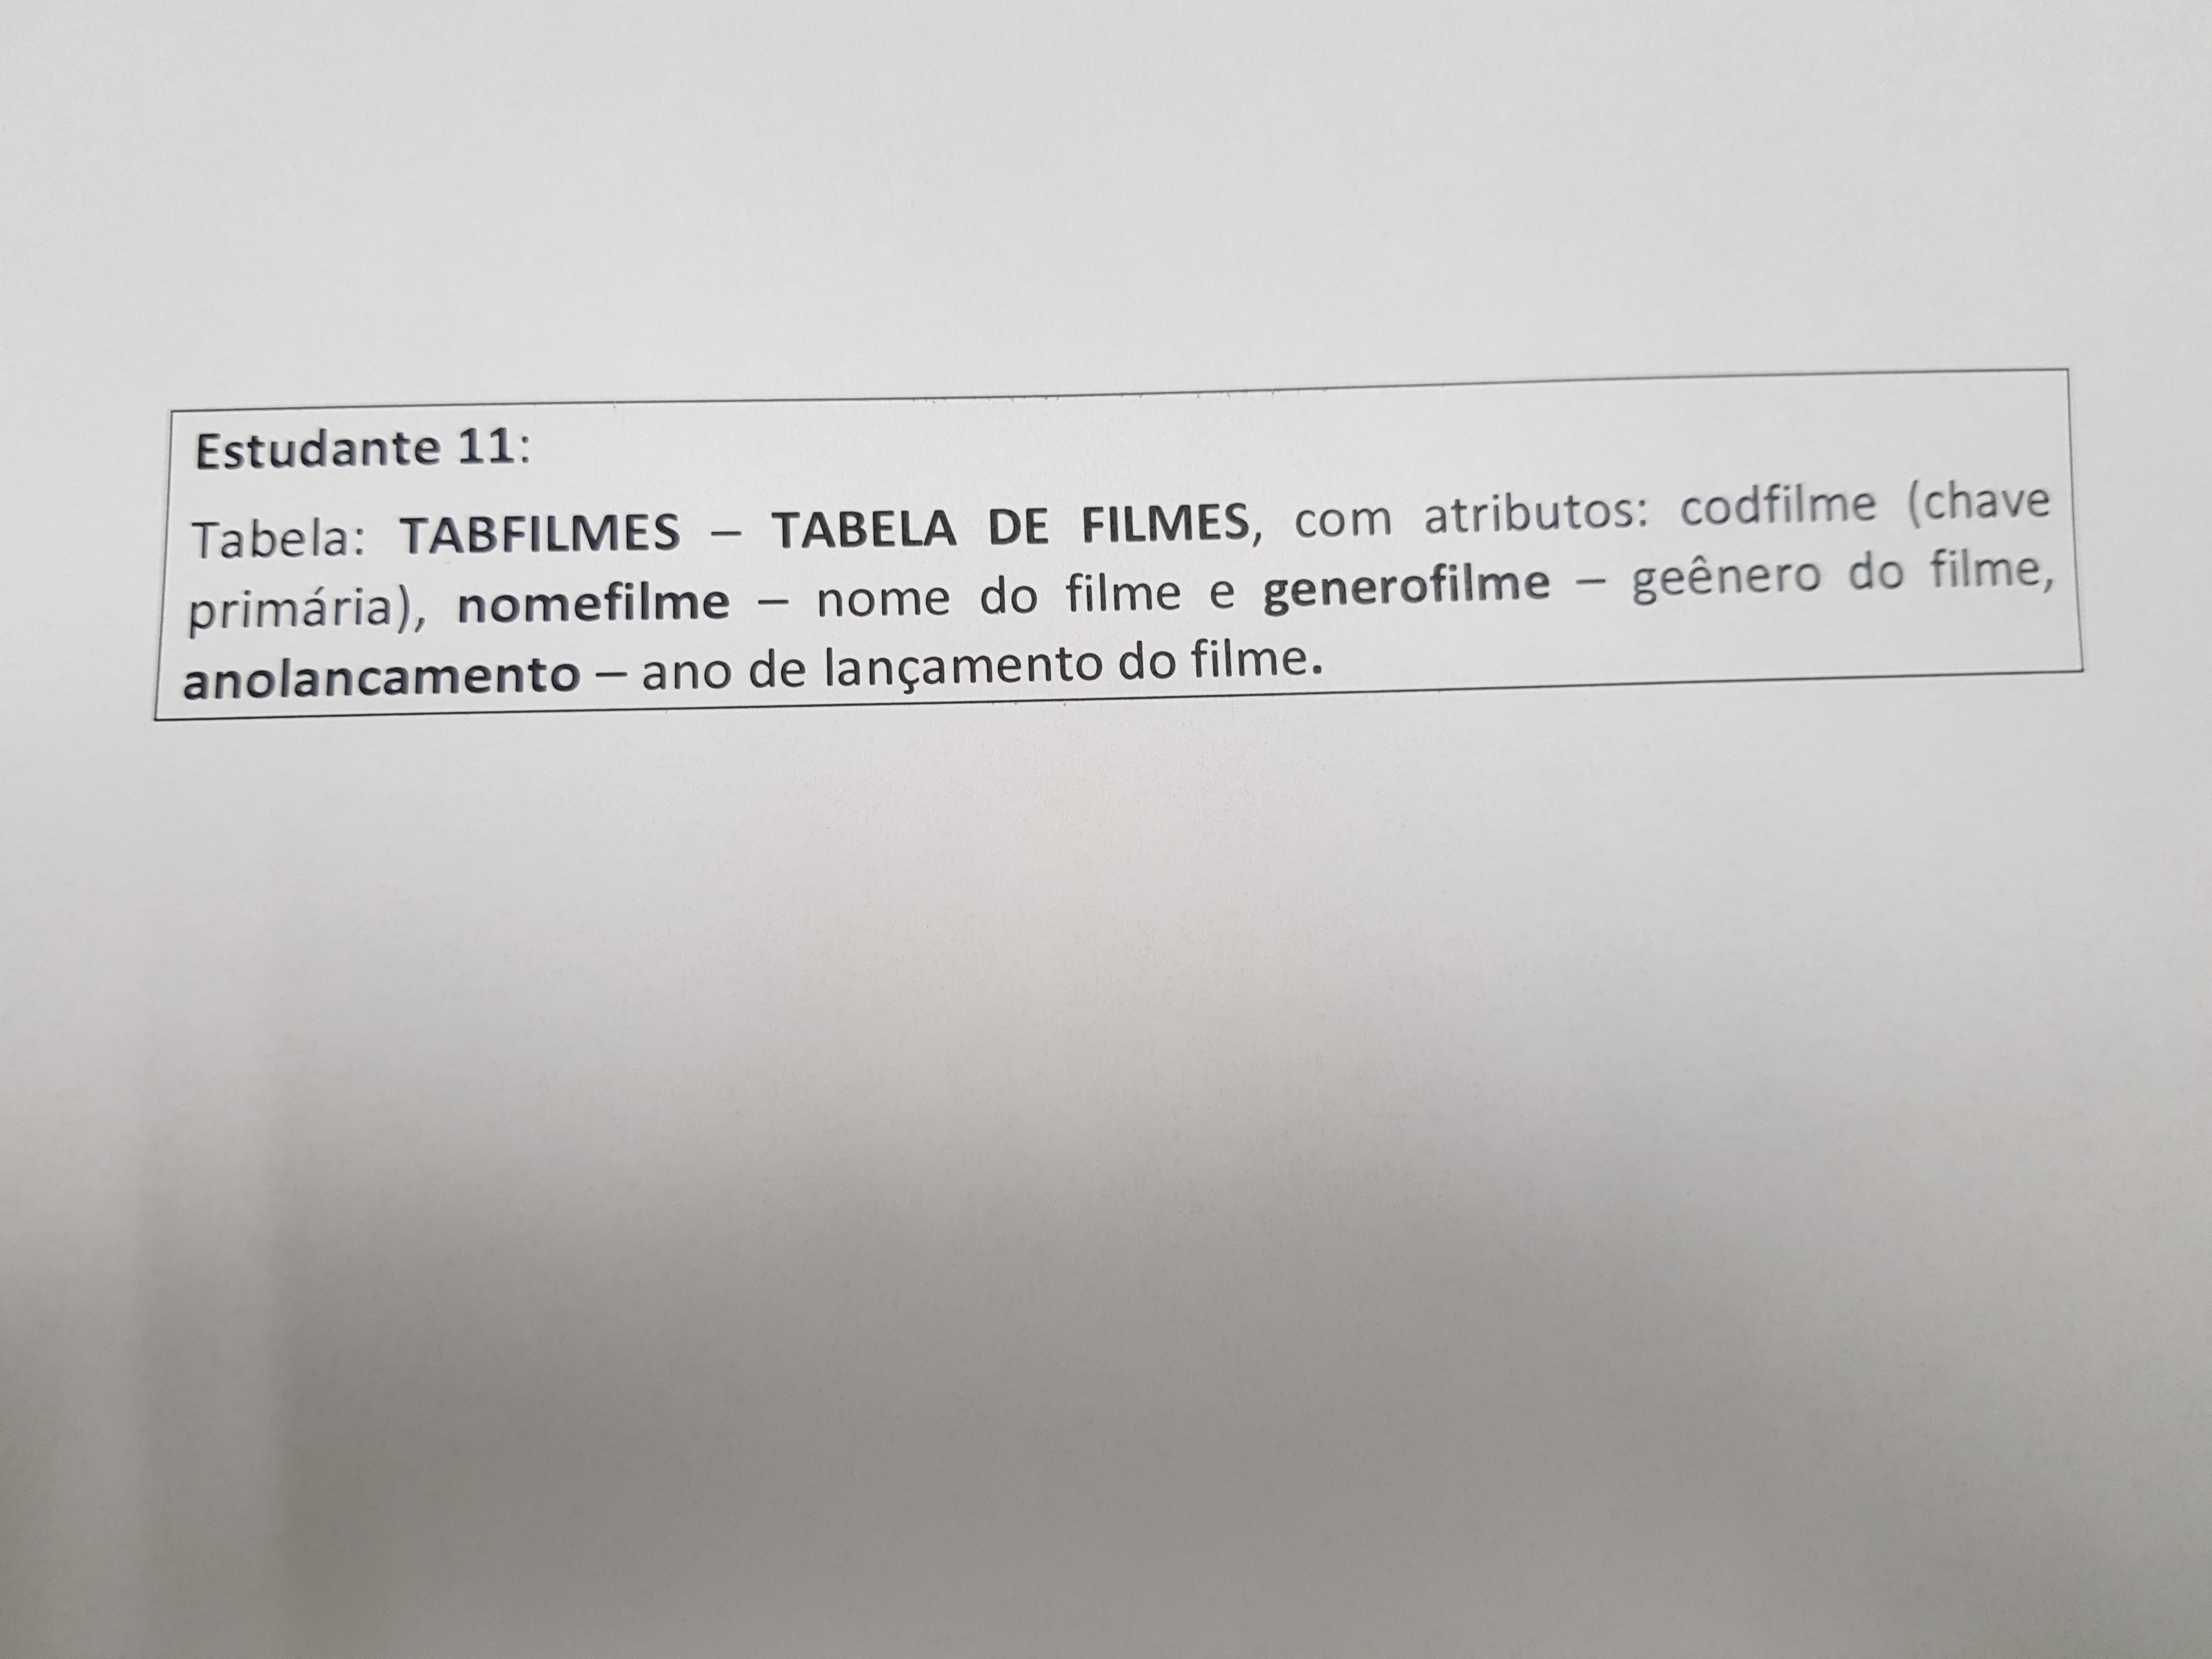 Estudante 11:
Tabela: TABFILMES – TABELA DE FILMES, com atributos: codfilme (chave
primária), nomefilme – nome do filme e generofilme – geênero do filme,
anolancamento – ano de lançamento do filme.